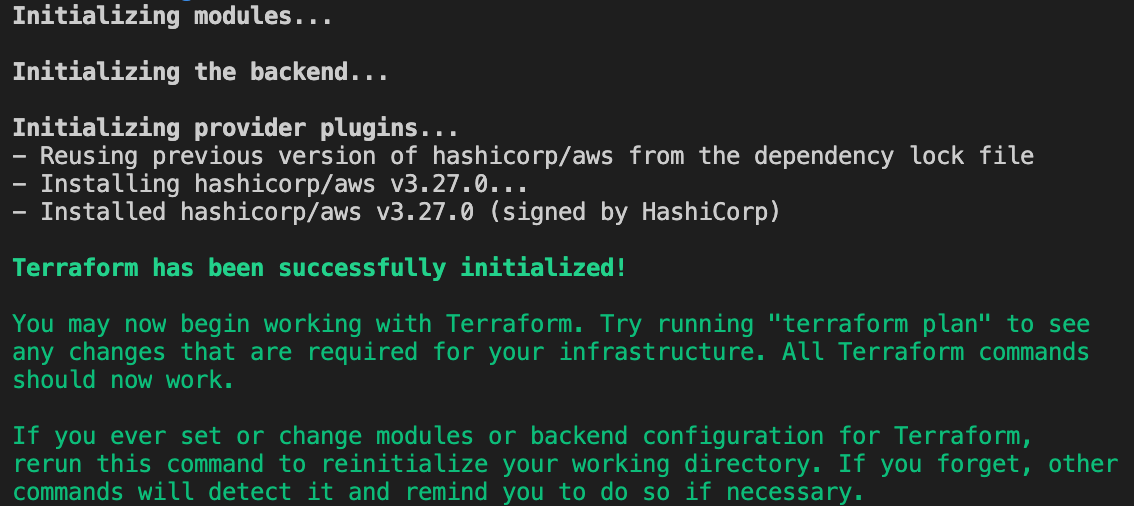 Initializing modules...
Initializing the backend...
Initializing provider plugins...
- Reusing previous version of hashicorp/aws from the dependency lock file
- Installing hashicorp/aws v3.27.0...
- Installed hashicorp/aws v3.27.0 (signed by HashiCorp)
Terraform has been successfully initialized!
You may now begin working with Terraform. Try running "terraform plan" to see
any changes that are required for your infrastructure. All Terraform commands
should now work.
If you ever set or change modules or backend configuration for Terraform,
rerun this command to reinitialize your working directory. If you forget, other
commands will detect it and remind you to do so if necessary.